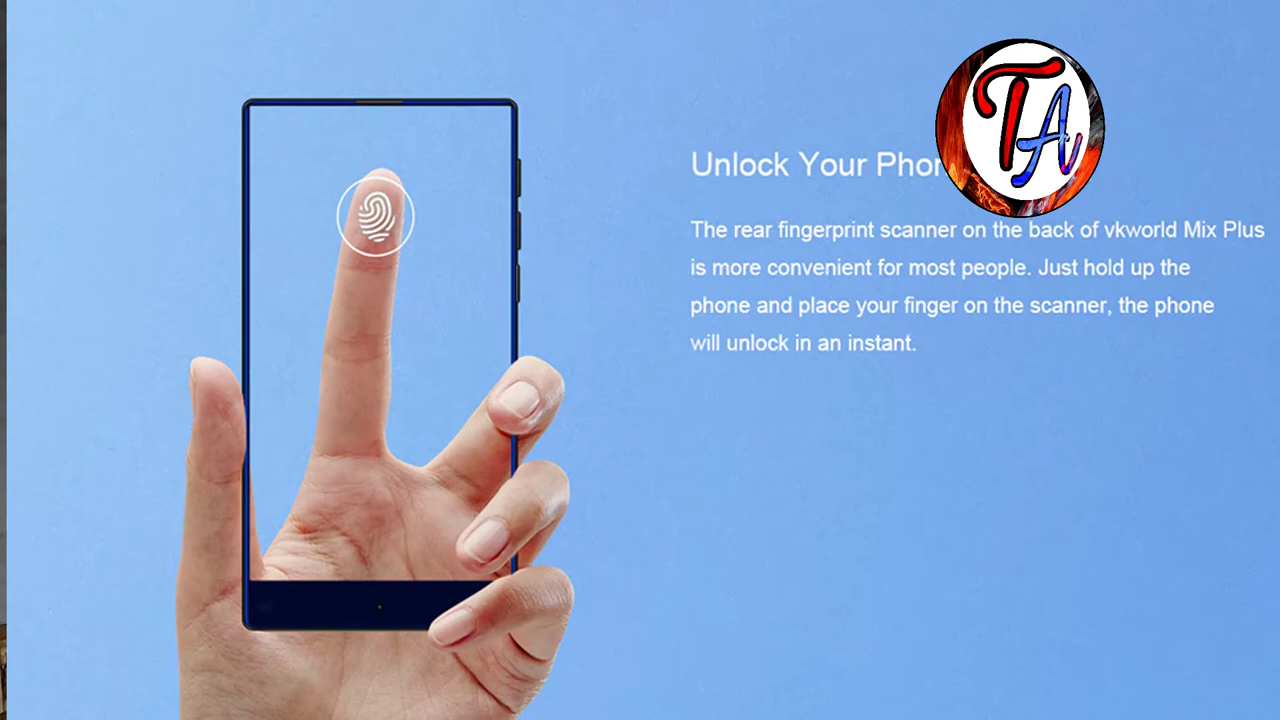 TA
Unlock Your
The rear fingerprint scanner on the back of vkworld Mix Plus
is more convenient for most people. Just hold up the
phone and place your finger on the scanner, the phone
will unlock in an instant.